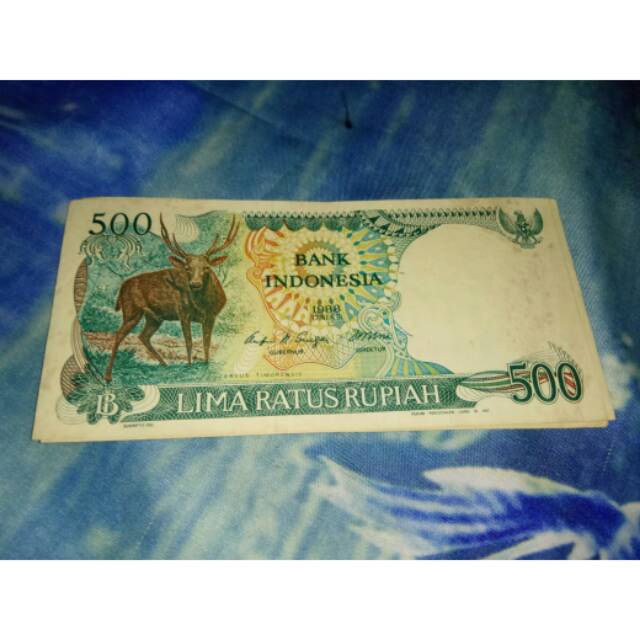 500
BANK
INDONESIA
1988
GUBERNUR
DIREKTUR
CERVUS TIMORENSIS
LIMA RATUS RUPIAH
500